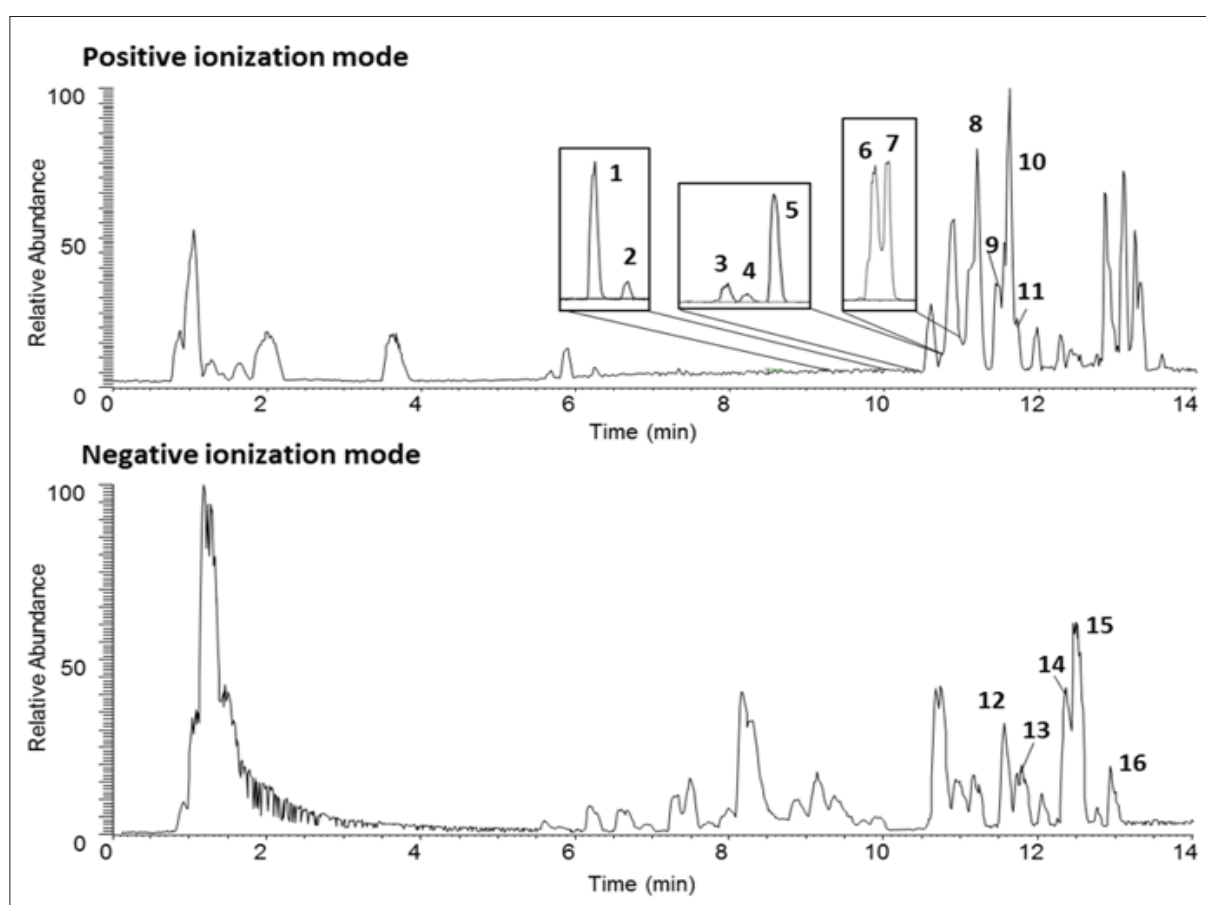 Positive ionization mode
100
50
0
Relative Abundance
1
2
3
4
5
6
7
8
9
10
11
0 2 4 6 8 10 12 14
Time (min)
Negative ionization mode
100
50
0
Relative Abundance
12
13
14
15
16
0 2 4 6 8 10 12 14
Time (min)